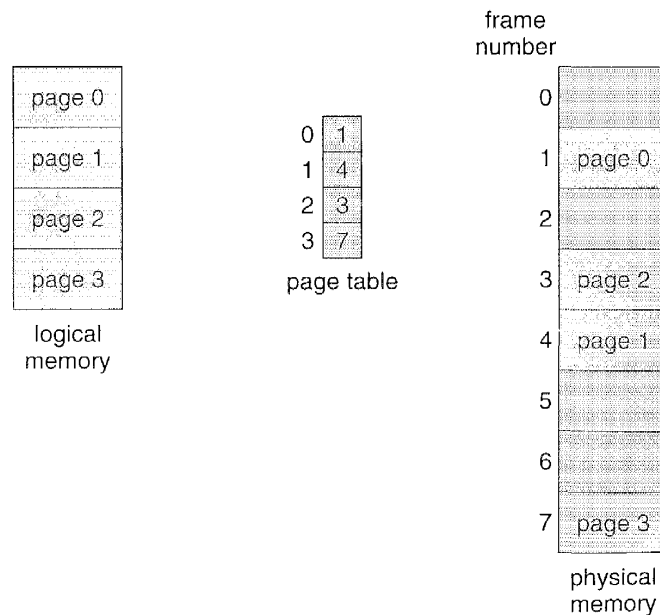 frame
number
page 0
page 1
page 2
page 3
logical
memory
0 1
1 4
2 3
3 7
page table
0
1 page 0
2
3 page 2
4 page 1
5
6
7 page 3
physical
memory